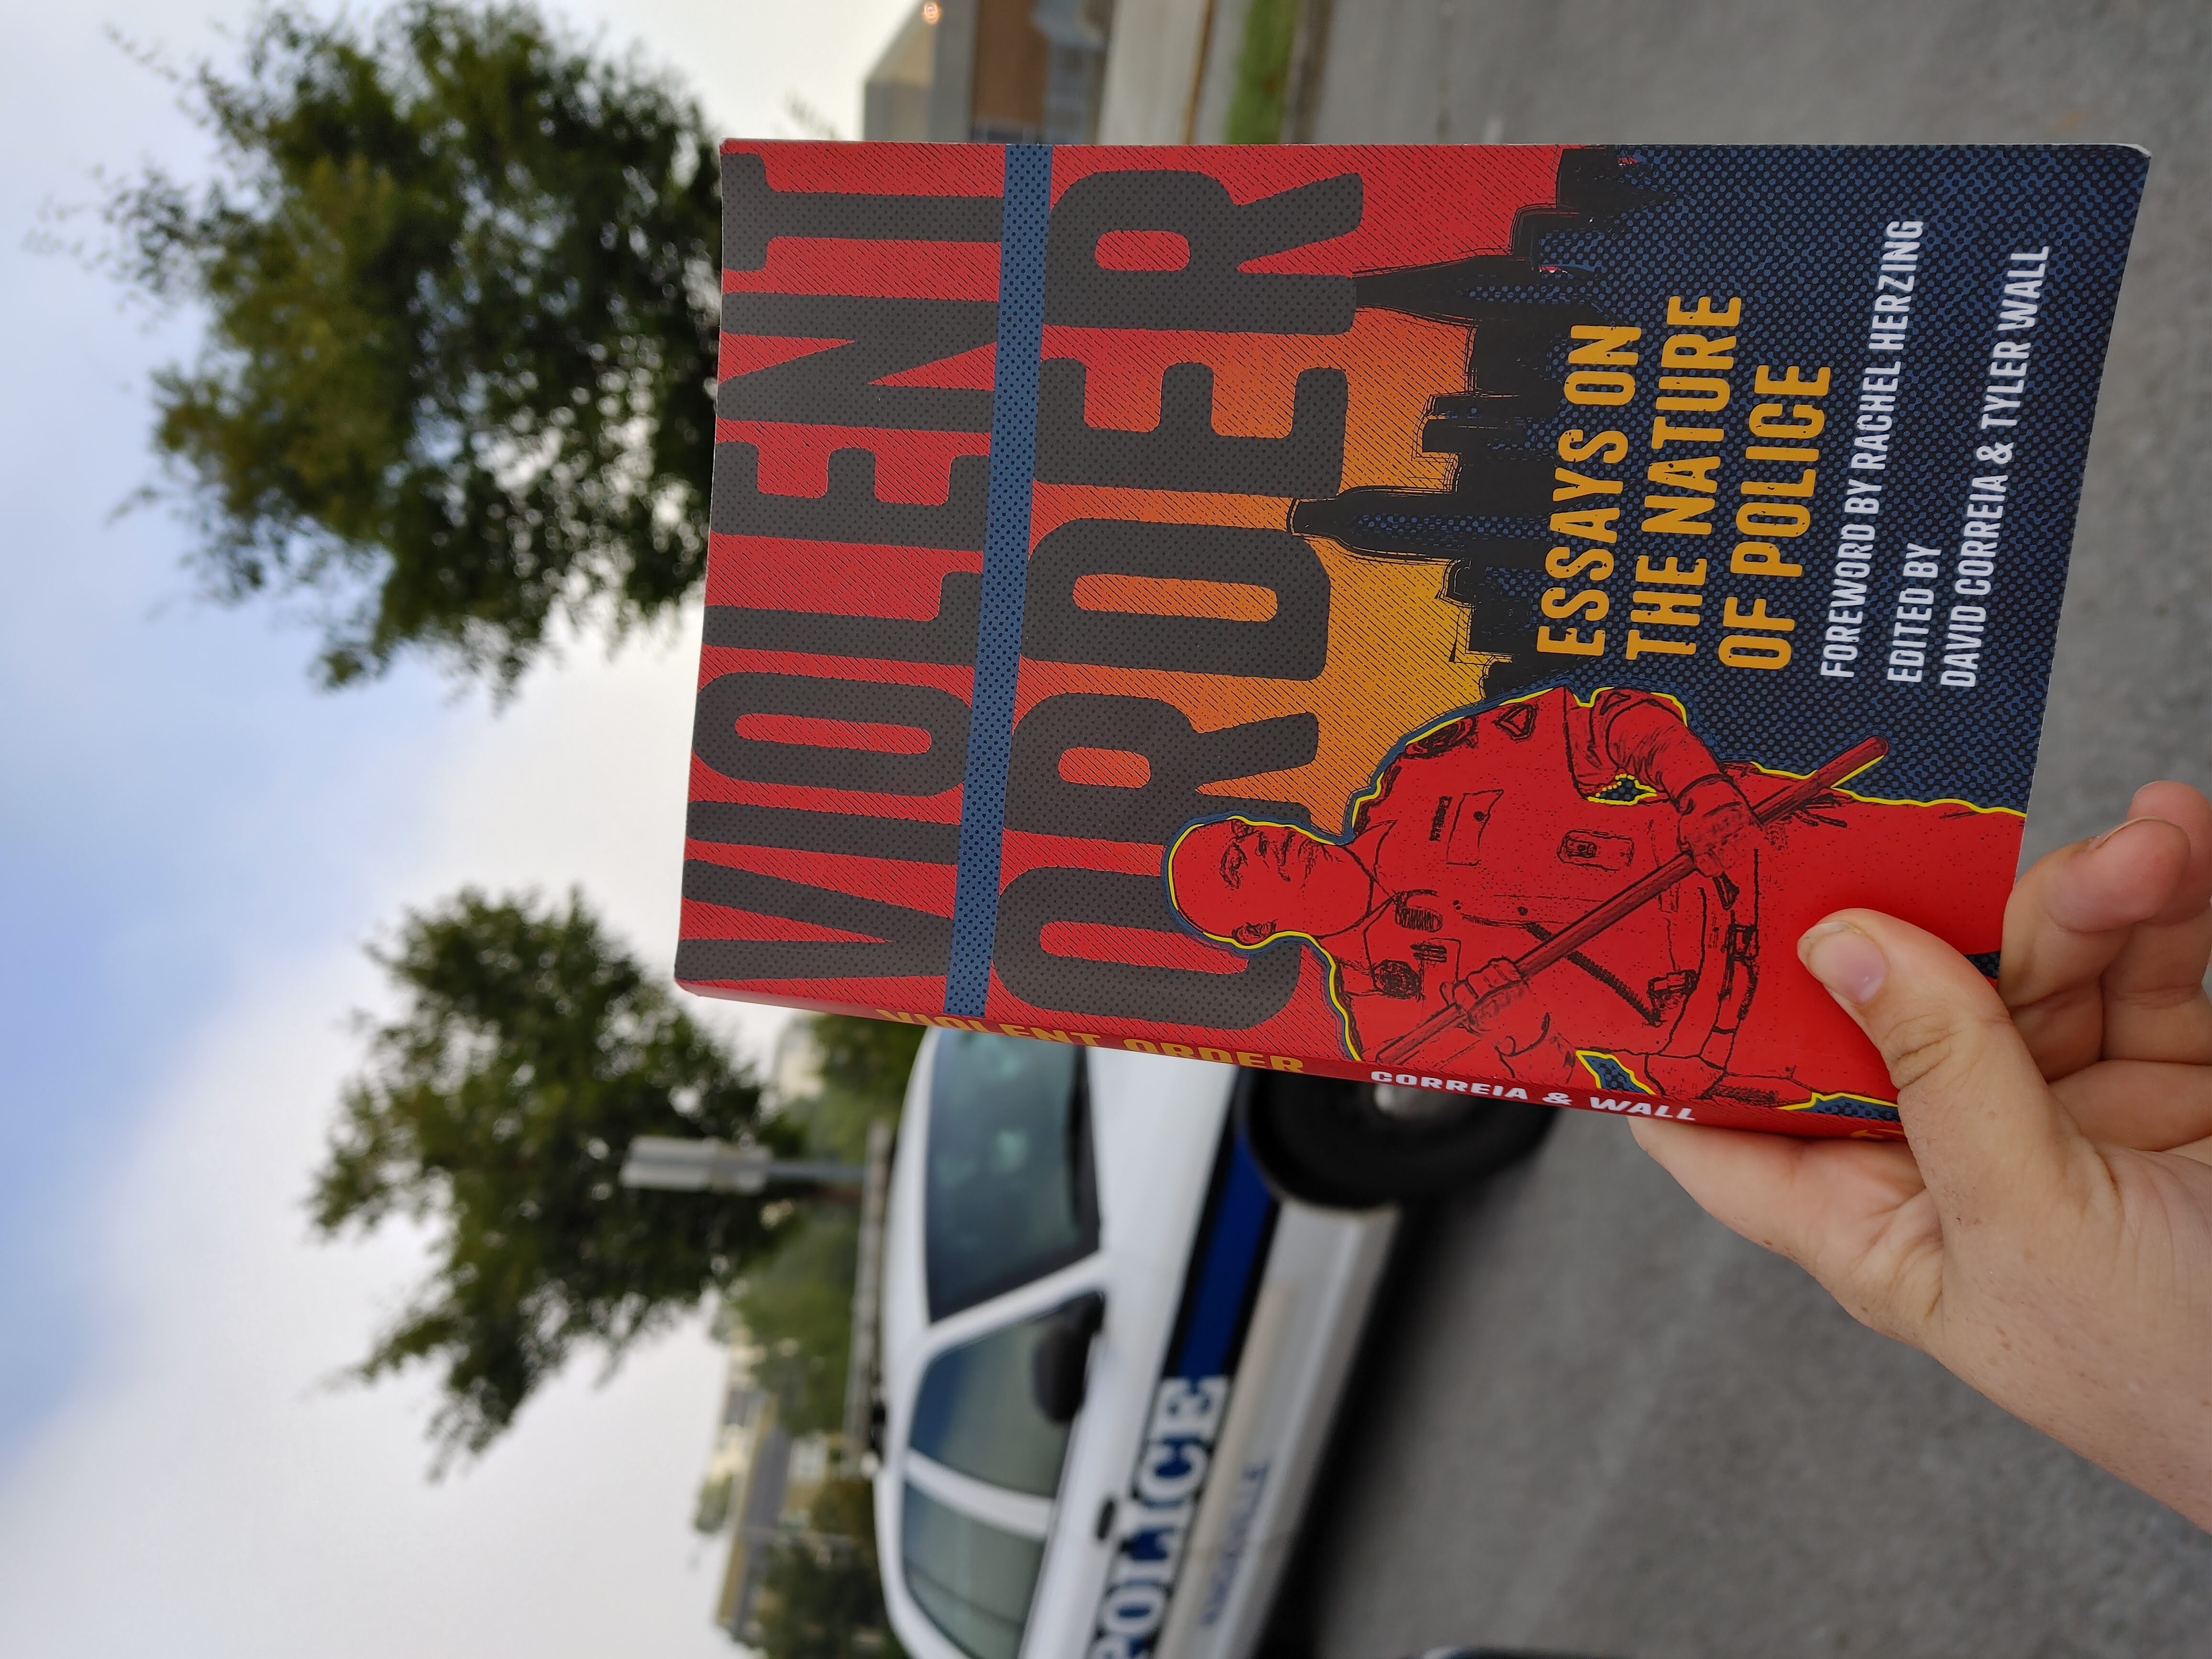 VIOLENT
ORDER
ESSAYS ON
THE NATURE
OF POLICE
FOREWORD BY RACHEL HERZING
EDITED BY
DAVID CORREIA & TYLER WALL
VIOLENT ORDER
CORREIA & WALL
POLICE
KNOXVILLE